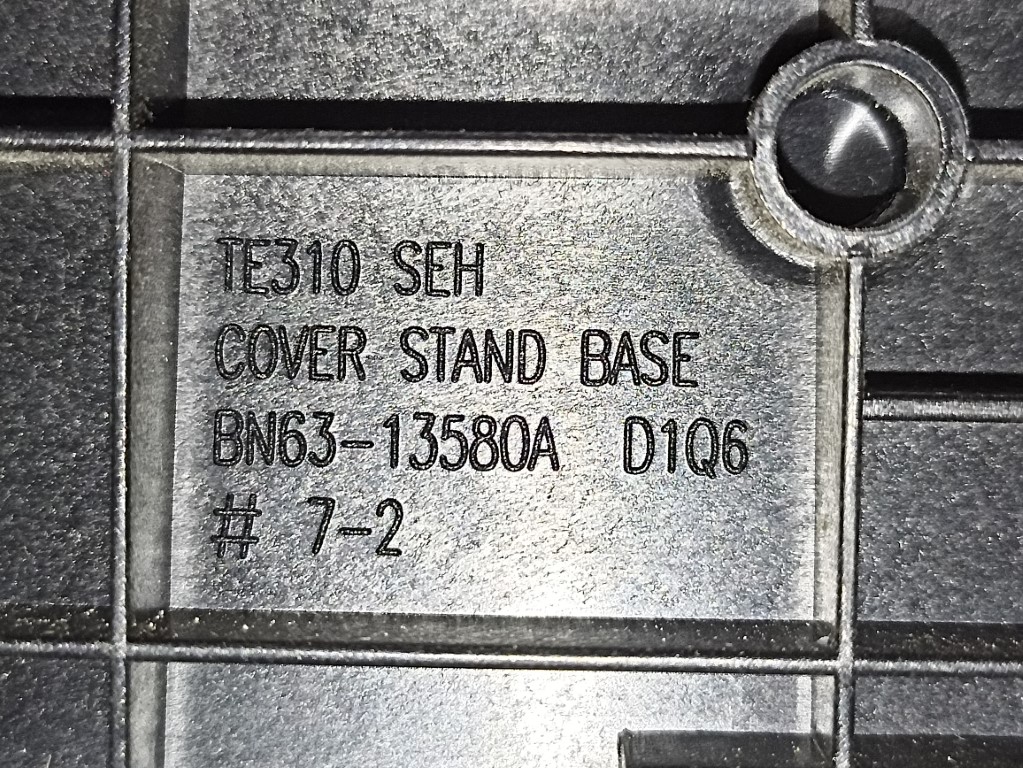 TE310 SEH
COVER STAND BASE
BN63-13580A D1Q6
# 7-2